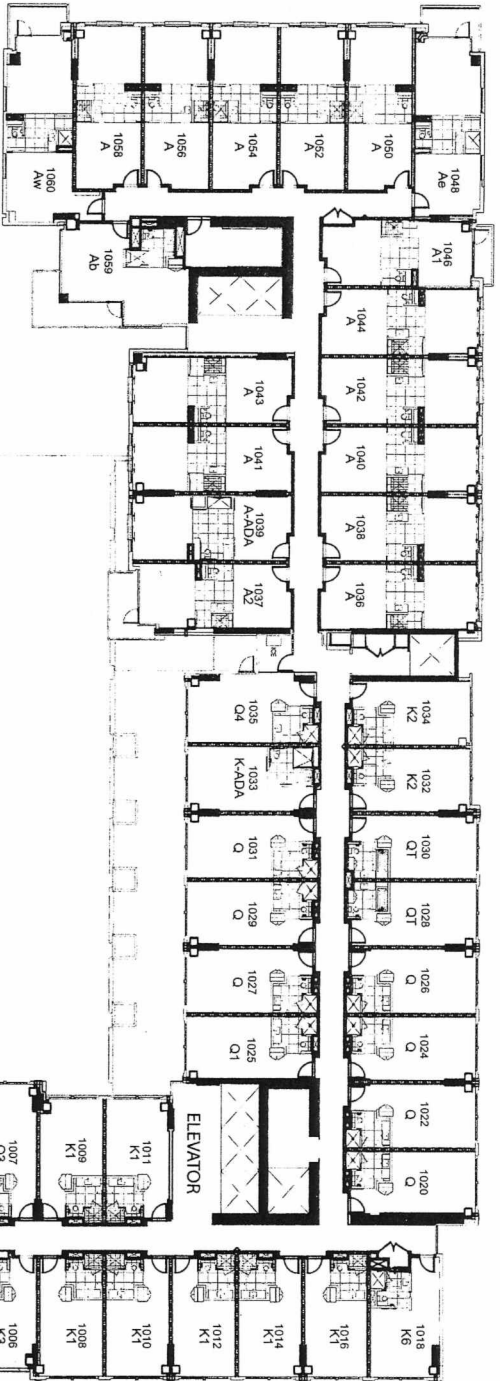 1060
Aw
1058
A
1056
A
1054
A
1052
A
1050
A
1048
Ae
1059
Ab
1046
A1
1044
A
1042
A
1040
A
1038
A
1036
A
1043
A
1041
A
1039
A-ADA
1037
A2
ICE
1035
Q4
1033
K-ADA
1031
Q
1029
Q
1027
Q
1025
Q1
1034
K2
1032
K2
1030
QT
1028
QT
1026
Q
1024
Q
1022
Q
1020
Q
ELEVATOR
1011
K1
1009
K1
1007
Q3
1018
K6
1016
K1
1014
K1
1012
K1
1010
K1
1008
K1
1006
K3